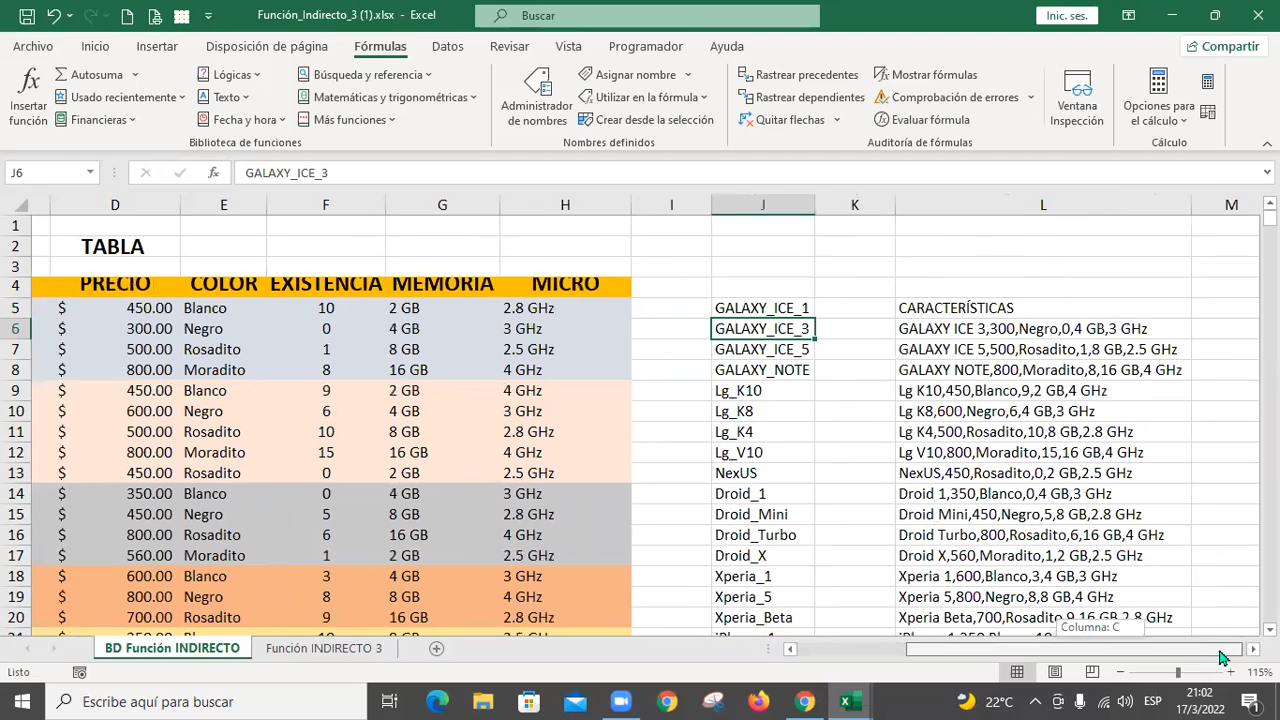 Función_Indirecto_3 (1).xlsx - Excel
Buscar
Inic. ses.
Archivo Inicio Insertar Disposición de página Fórmulas Datos Revisar Vista Programador Ayuda Compartir
Insertar función
Autosuma
Usado recientemente
Financieras
Lógicas
Texto
Fecha y hora
Búsqueda y referencia
Matemáticas y trigonométricas
Más funciones
Biblioteca de funciones
Administrador de nombres
Asignar nombre
Utilizar en la fórmula
Crear desde la selección
Nombres definidos
Rastrear precedentes
Rastrear dependientes
Quitar flechas
Mostrar fórmulas
Comprobación de errores
Evaluar fórmula
Auditoría de fórmulas
Ventana Inspección
Opciones para el cálculo
Cálculo
J6 fx GALAXY_ICE_3
D E F G H I J K L M
1
2 TABLA
3
4 PRECIO COLOR EXISTENCIA MEMORIA MICRO
5 $ 450.00 Blanco 10 2 GB 2.8 GHz GALAXY_ICE_1 CARACTERÍSTICAS
6 $ 300.00 Negro 0 4 GB 3 GHz GALAXY_ICE_3 GALAXY ICE 3,300,Negro,0,4 GB,3 GHz
7 $ 500.00 Rosadito 1 8 GB 2.5 GHz GALAXY_ICE_5 GALAXY ICE 5,500,Rosadito,1,8 GB,2.5 GHz
8 $ 800.00 Moradito 8 16 GB 4 GHz GALAXY_NOTE GALAXY NOTE,800,Moradito,8,16 GB,4 GHz
9 $ 450.00 Blanco 9 2 GB 4 GHz Lg_K10 Lg K10,450,Blanco,9,2 GB,4 GHz
10 $ 600.00 Negro 6 4 GB 3 GHz Lg_K8 Lg K8,600,Negro,6,4 GB,3 GHz
11 $ 500.00 Rosadito 10 8 GB 2.8 GHz Lg_K4 Lg K4,500,Rosadito,10,8 GB,2.8 GHz
12 $ 800.00 Moradito 15 16 GB 4 GHz Lg_V10 Lg V10,800,Moradito,15,16 GB,4 GHz
13 $ 450.00 Rosadito 0 2 GB 2.5 GHz NexUS NexUS,450,Rosadito,0,2 GB,2.5 GHz
14 $ 350.00 Blanco 0 4 GB 3 GHz Droid_1 Droid 1,350,Blanco,0,4 GB,3 GHz
15 $ 450.00 Negro 5 8 GB 2.8 GHz Droid_Mini Droid Mini,450,Negro,5,8 GB,2.8 GHz
16 $ 800.00 Rosadito 6 16 GB 4 GHz Droid_Turbo Droid Turbo,800,Rosadito,6,16 GB,4 GHz
17 $ 560.00 Moradito 1 2 GB 2.5 GHz Droid_X Droid X,560,Moradito,1,2 GB,2.5 GHz
18 $ 600.00 Blanco 3 4 GB 3 GHz Xperia_1 Xperia 1,600,Blanco,3,4 GB,3 GHz
19 $ 800.00 Negro 8 8 GB 4 GHz Xperia_5 Xperia 5,800,Negro,8,8 GB,4 GHz
20 $ 700.00 Rosadito 9 16 GB 2.8 GHz Xperia_Beta Xperia Beta,700,Rosadito,9,16 GB,2.8 GHz
Columna: C
BD Función INDIRECTO Función INDIRECTO 3
Listo 115%
Escribe aquí para buscar 22°C ESP 21:02
17/3/2022 1